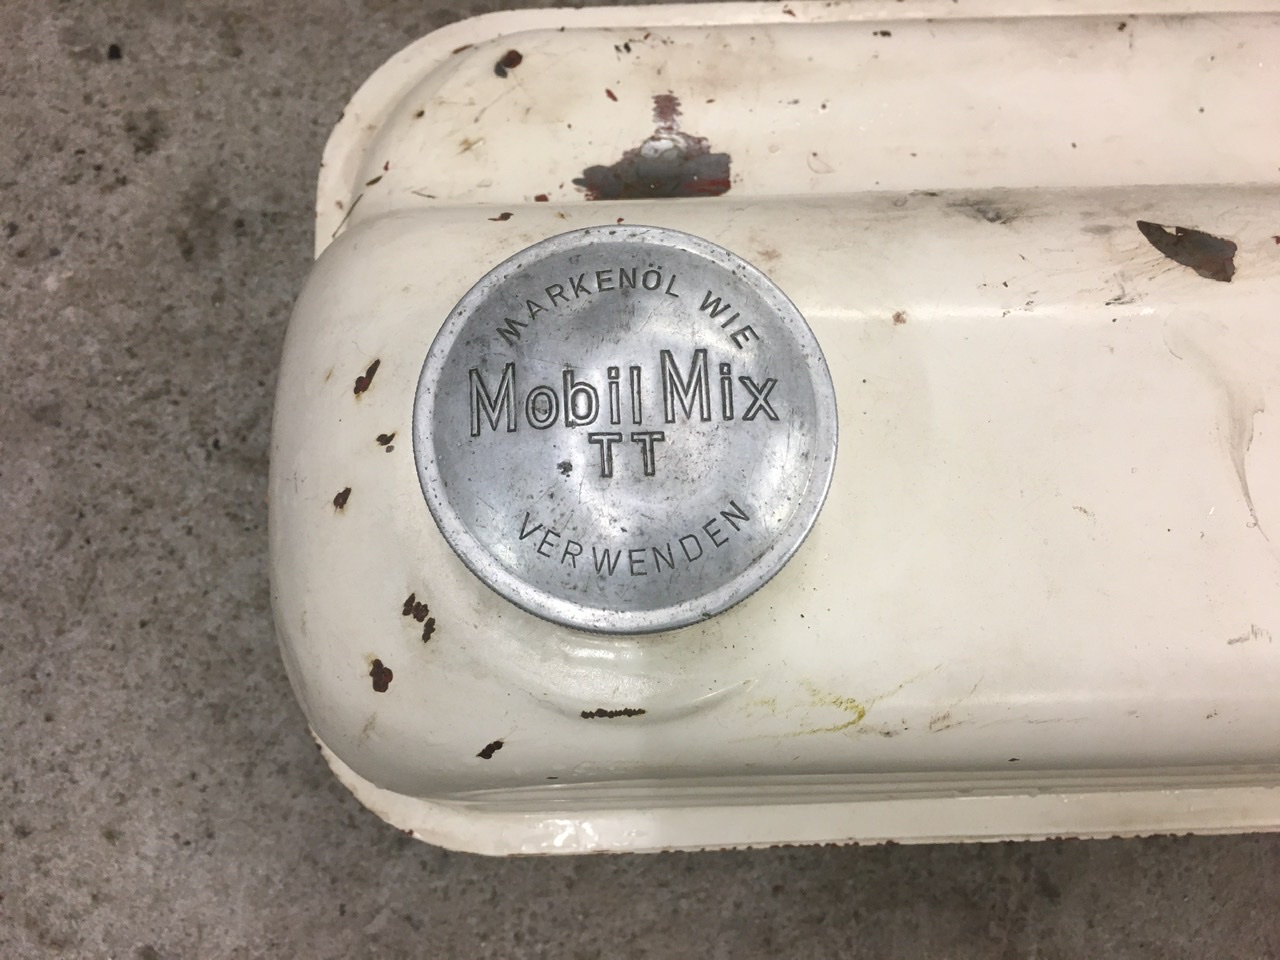 MARKENÖL WIE
Mobil Mix
TT
VERWENDEN